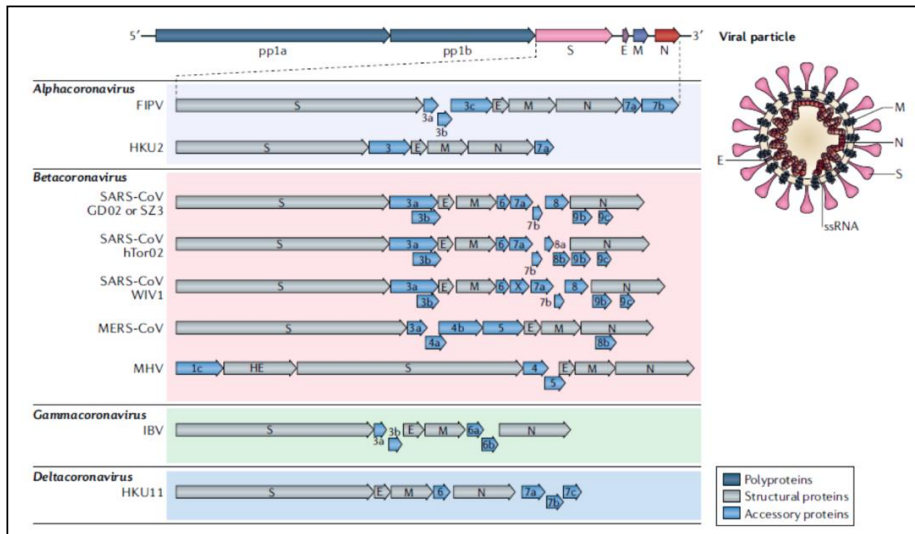 5′ 3′ Viral particle
pp1a pp1b S E M N
Alphacoronavirus
FIPV S 3a 3b 3c E M N 7a 7b
HKU2 S 3 E M N 7a
Betacoronavirus
SARS-CoV
GD02 or SZ3 S 3a 3b E M 6 7a 7b 8 N 9b 9c
SARS-CoV
hTor02 S 3a 3b E M 6 7a 7b 8a 8b N 9b 9c
SARS-CoV
WIV1 S 3a 3b E M 6 X 7a 7b 8 N 9b 9c
MERS-CoV S 3a 4a 4b 5 E M N 8b
MHV 1c HE S 4 5 E M N
Gammacoronavirus
IBV S 3a 3b E M 6a 6b N
Deltacoronavirus
HKU11 S E M 6 N 7a 7b 7c
M
N
E
S
ssRNA
Polyproteins
Structural proteins
Accessory proteins